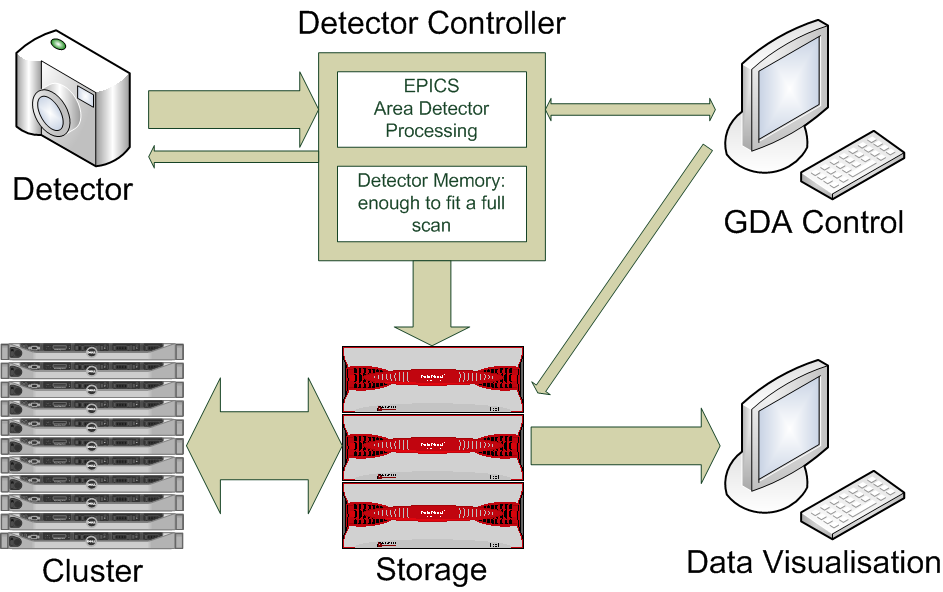 Detector Controller
EPICS
Area Detector
Processing
Detector Memory:
enough to fit a full
scan
Detector
GDA Control
Cluster
Storage
Data Visualisation